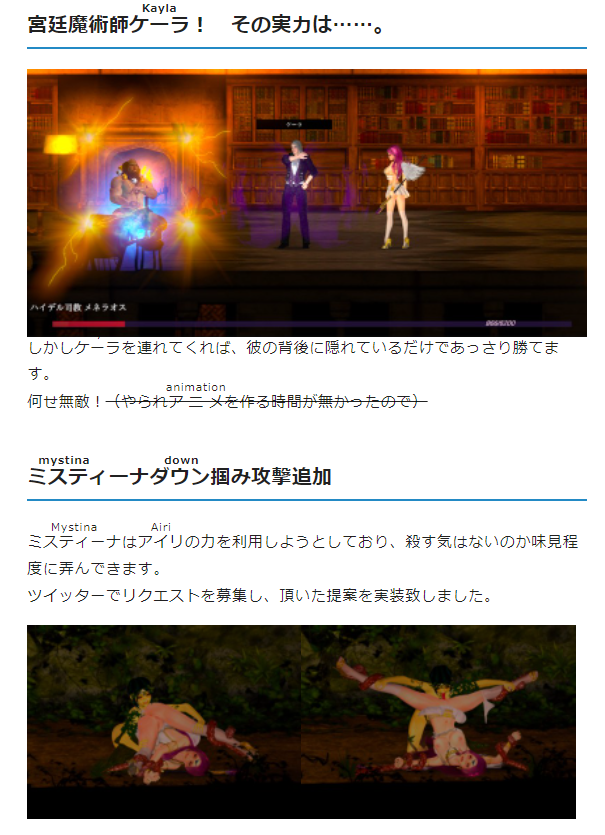 Kayla
宮廷魔術師ケーラ！　その実力は……。
ケーラ
ハイデル司教 メネラオス
しかしケーラを連れてくれば、彼の背後に隠れているだけであっさり勝てま
す。
animation
何せ無敵！（やられアニメを作る時間が無かったので）
mystina down
ミスティーナダウン掴み攻撃追加
Mystina Airi
ミスティーナはアイリの力を利用しようとしており、殺す気はないのか味見程
度に弄んできます。
ツイッターでリクエストを募集し、頂いた提案を実装致しました。